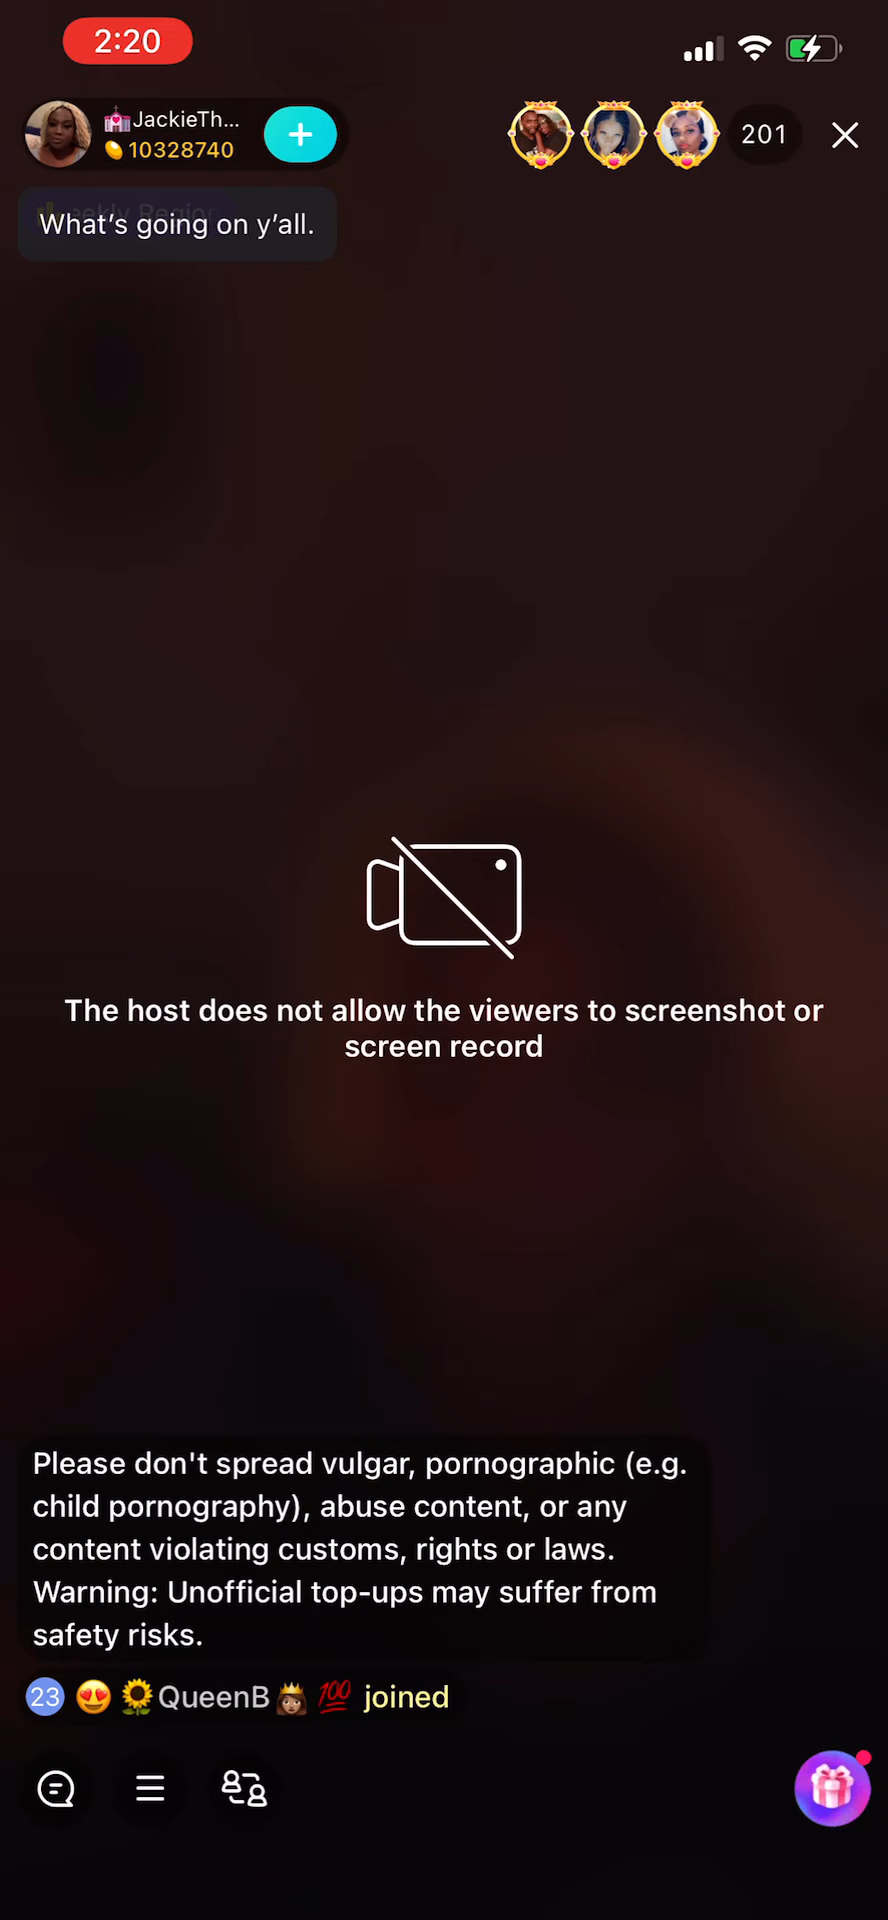 2:20
💒JackieTh...
10328740
201
What's going on y'all.
The host does not allow the viewers to screenshot or
screen record
Please don't spread vulgar, pornographic (e.g.
child pornography), abuse content, or any
content violating customs, rights or laws.
Warning: Unofficial top-ups may suffer from
safety risks.
23 😍🌻QueenB👸🏽💯 joined